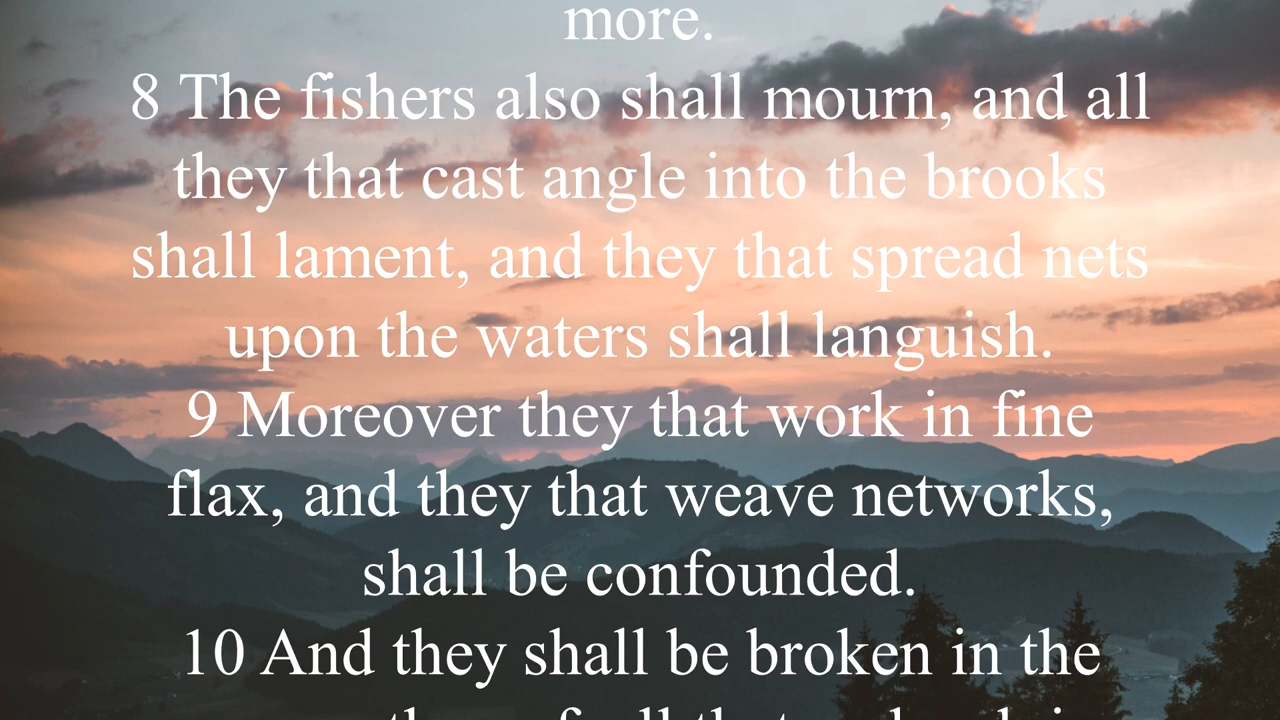 more.
8 The fishers also shall mourn, and all
they that cast angle into the brooks
shall lament, and they that spread nets
upon the waters shall languish.
9 Moreover they that work in fine
flax, and they that weave networks,
shall be confounded.
10 And they shall be broken in the